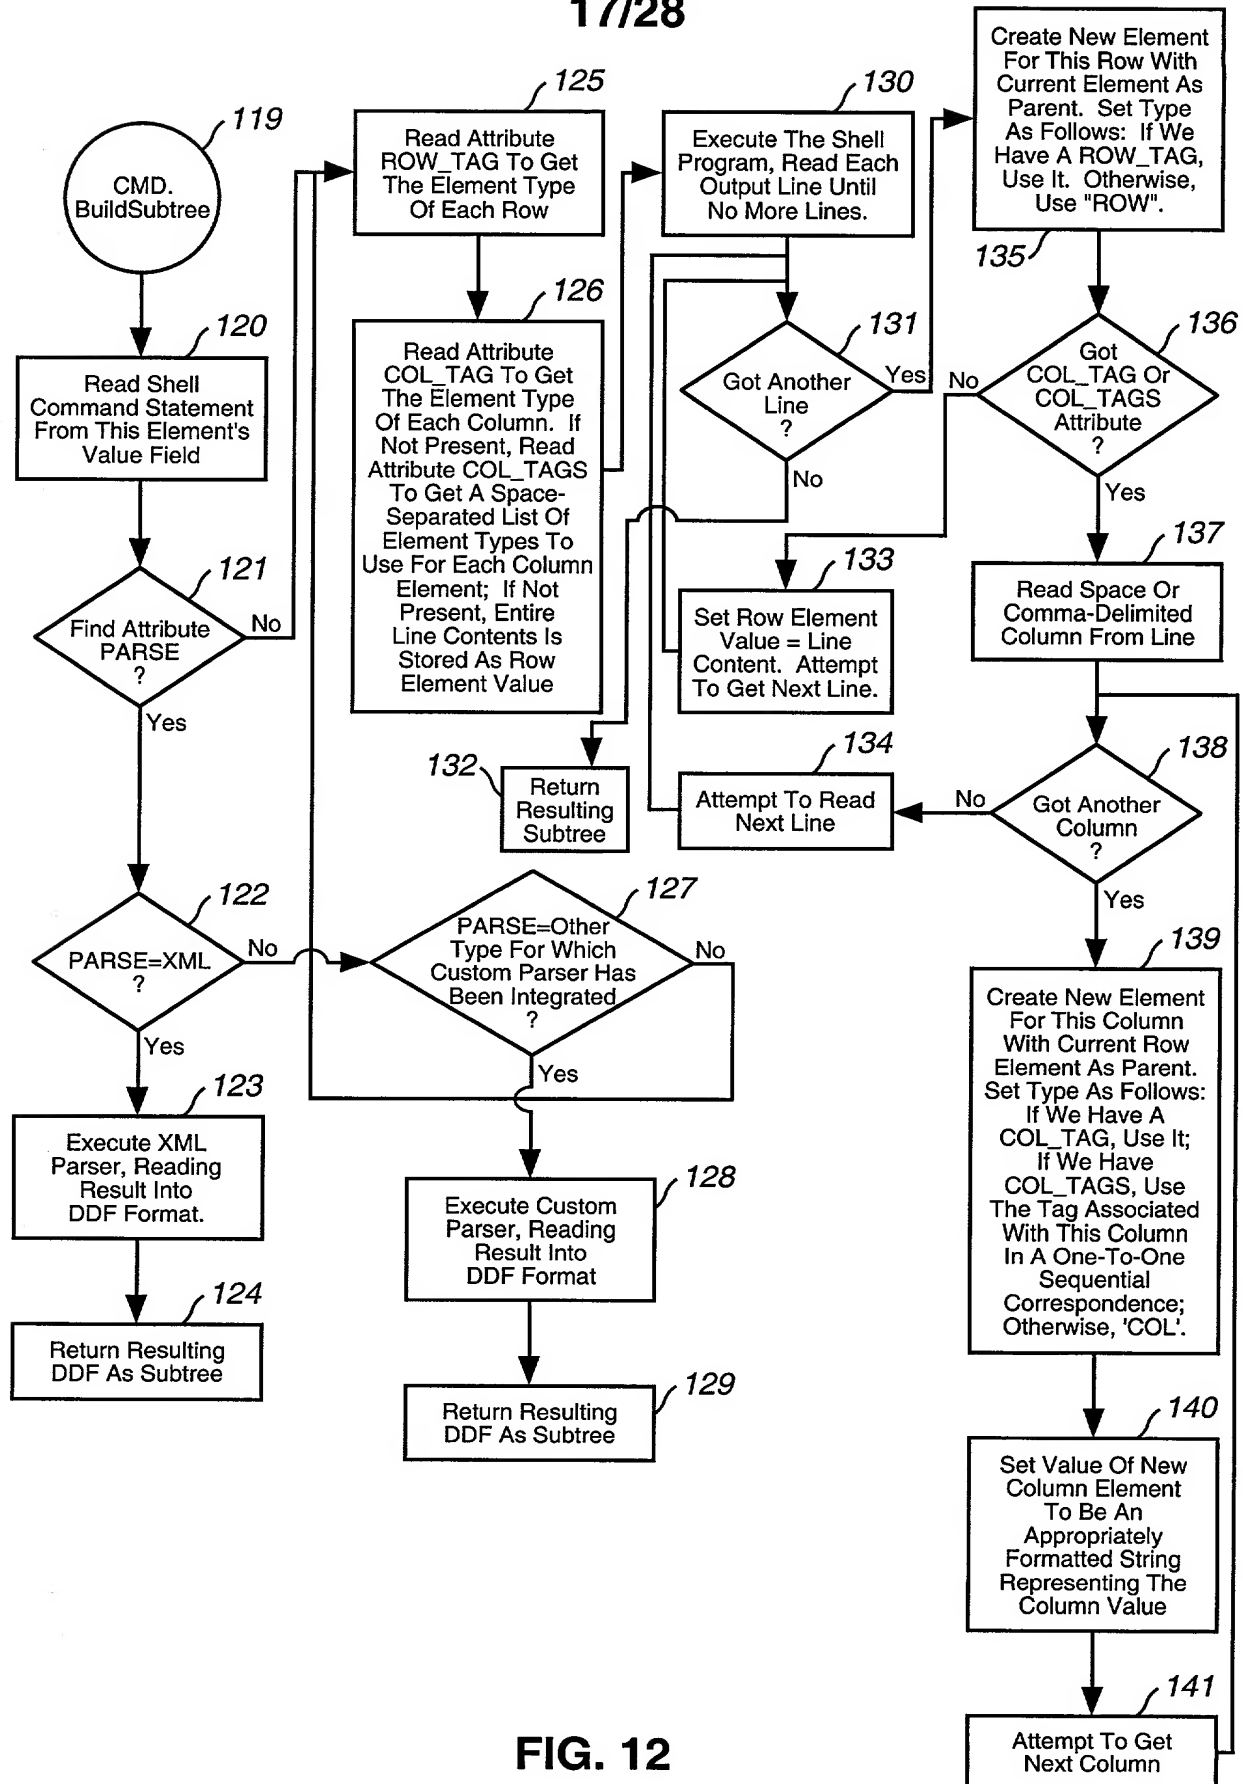 17/28
119
CMD.
BuildSubtree
120
Read Shell
Command Statement
From This Element's
Value Field
121
Find Attribute
PARSE
?
No
Yes
122
PARSE=XML
?
No
Yes
123
Execute XML
Parser, Reading
Result Into
DDF Format.
124
Return Resulting
DDF As Subtree
125
Read Attribute
ROW_TAG To Get
The Element Type
Of Each Row
126
Read Attribute
COL_TAG To Get
The Element Type
Of Each Column. If
Not Present, Read
Attribute COL_TAGS
To Get A Space-
Separated List Of
Element Types To
Use For Each Column
Element; If Not
Present, Entire
Line Contents Is
Stored As Row
Element Value
127
PARSE=Other
Type For Which
Custom Parser Has
Been Integrated
?
No
Yes
128
Execute Custom
Parser, Reading
Result Into
DDF Format
129
Return Resulting
DDF As Subtree
130
Execute The Shell
Program, Read Each
Output Line Until
No More Lines.
131
Got Another
Line
?
Yes
No
132
Return
Resulting
Subtree
133
Set Row Element
Value = Line
Content. Attempt
To Get Next Line.
134
Attempt To Read
Next Line
Create New Element
For This Row With
Current Element As
Parent. Set Type
As Follows: If We
Have A ROW_TAG,
Use It. Otherwise,
Use "ROW".
135
136
Got
COL_TAG Or
COL_TAGS
Attribute
?
No
Yes
137
Read Space Or
Comma-Delimited
Column From Line
138
Got Another
Column
?
No
Yes
139
Create New Element
For This Column
With Current Row
Element As Parent.
Set Type As Follows:
If We Have A
COL_TAG, Use It;
If We Have
COL_TAGS, Use
The Tag Associated
With This Column
In A One-To-One
Sequential
Correspondence;
Otherwise, 'COL'.
140
Set Value Of New
Column Element
To Be An
Appropriately
Formatted String
Representing The
Column Value
141
Attempt To Get
Next Column
FIG. 12